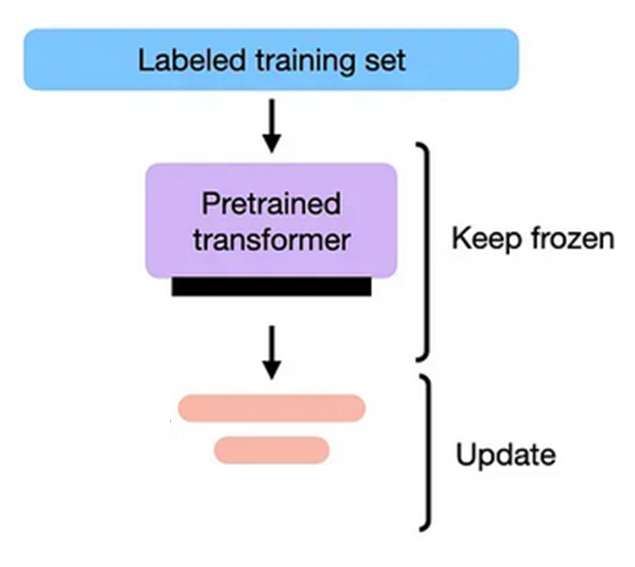 Labeled training set
Pretrained
transformer
Keep frozen
Update